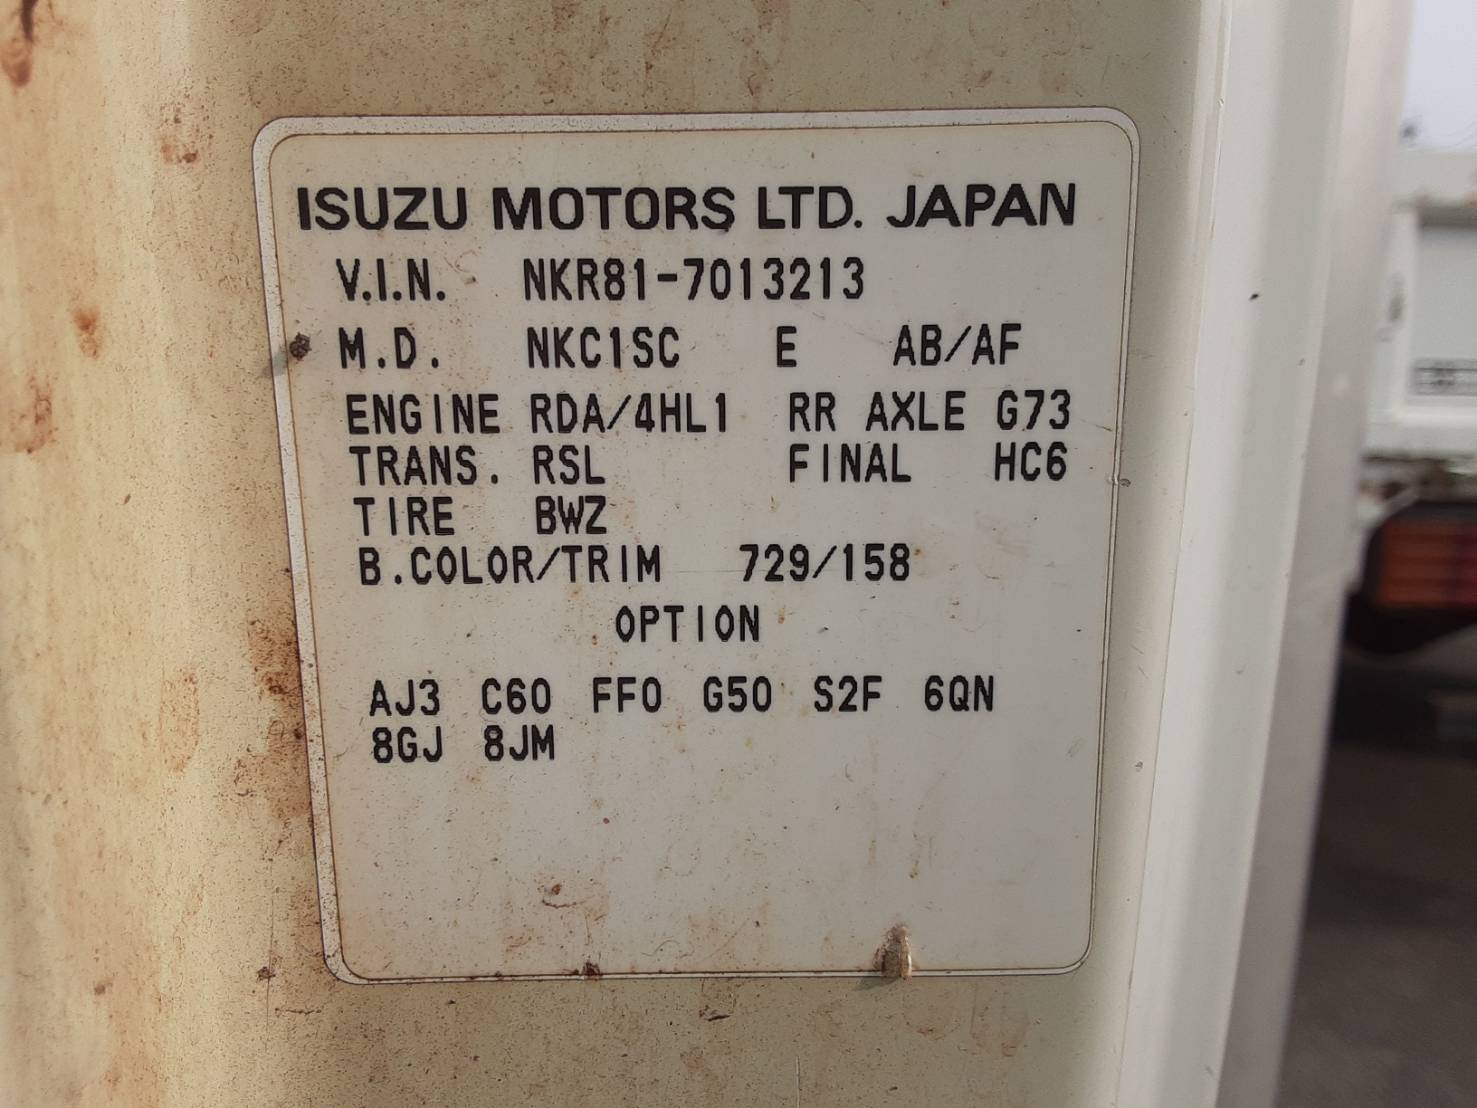 ISUZU MOTORS LTD. JAPAN
V.I.N. NKR81-7013213
M.D. NKC1SC E AB/AF
ENGINE RDA/4HL1 RR AXLE G73
TRANS. RSL FINAL HC6
TIRE BWZ
B.COLOR/TRIM 729/158
OPTION
AJ3 C60 FF0 G50 S2F 6QN
8GJ 8JM